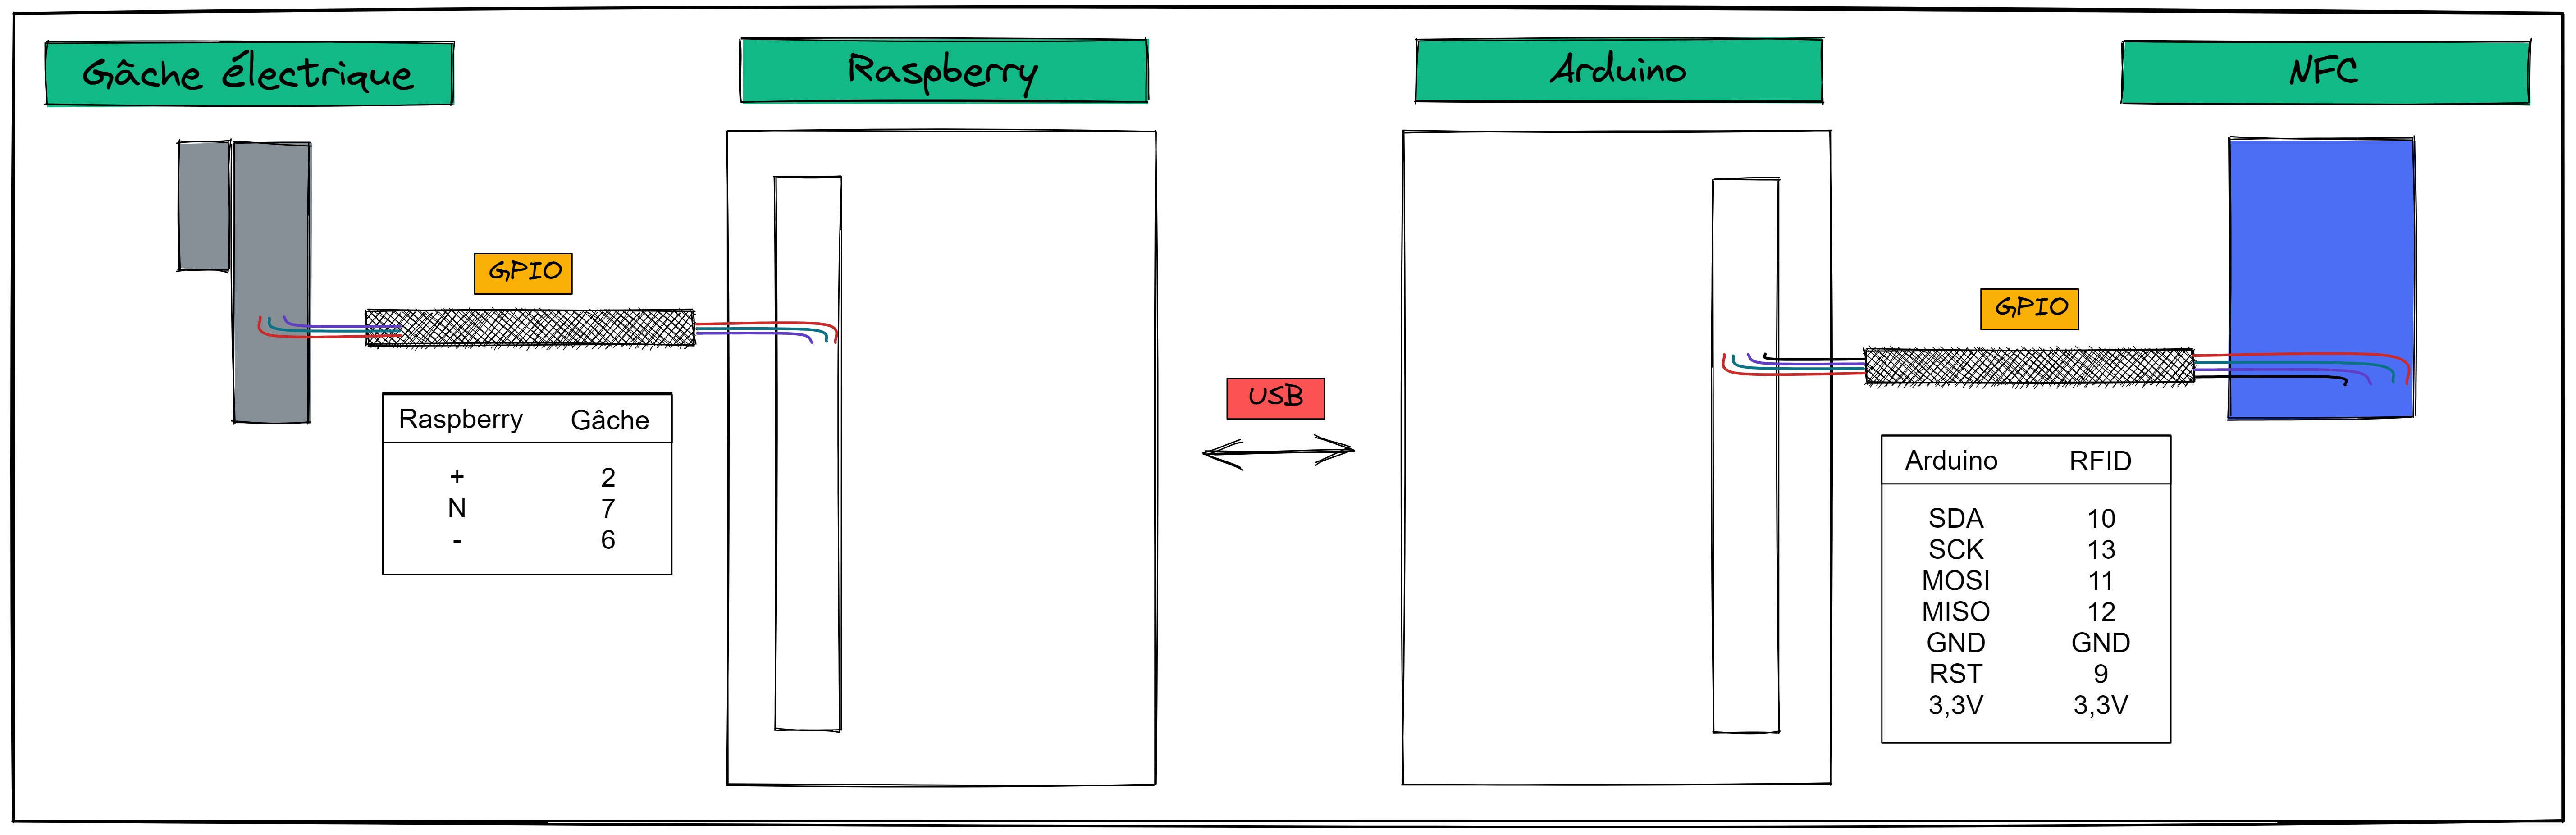 Gâche électrique
Raspberry
Arduino
NFC
GPIO
Raspberry Gâche
+ 2
N 7
- 6
USB
GPIO
Arduino RFID
SDA 10
SCK 13
MOSI 11
MISO 12
GND GND
RST 9
3,3V 3,3V